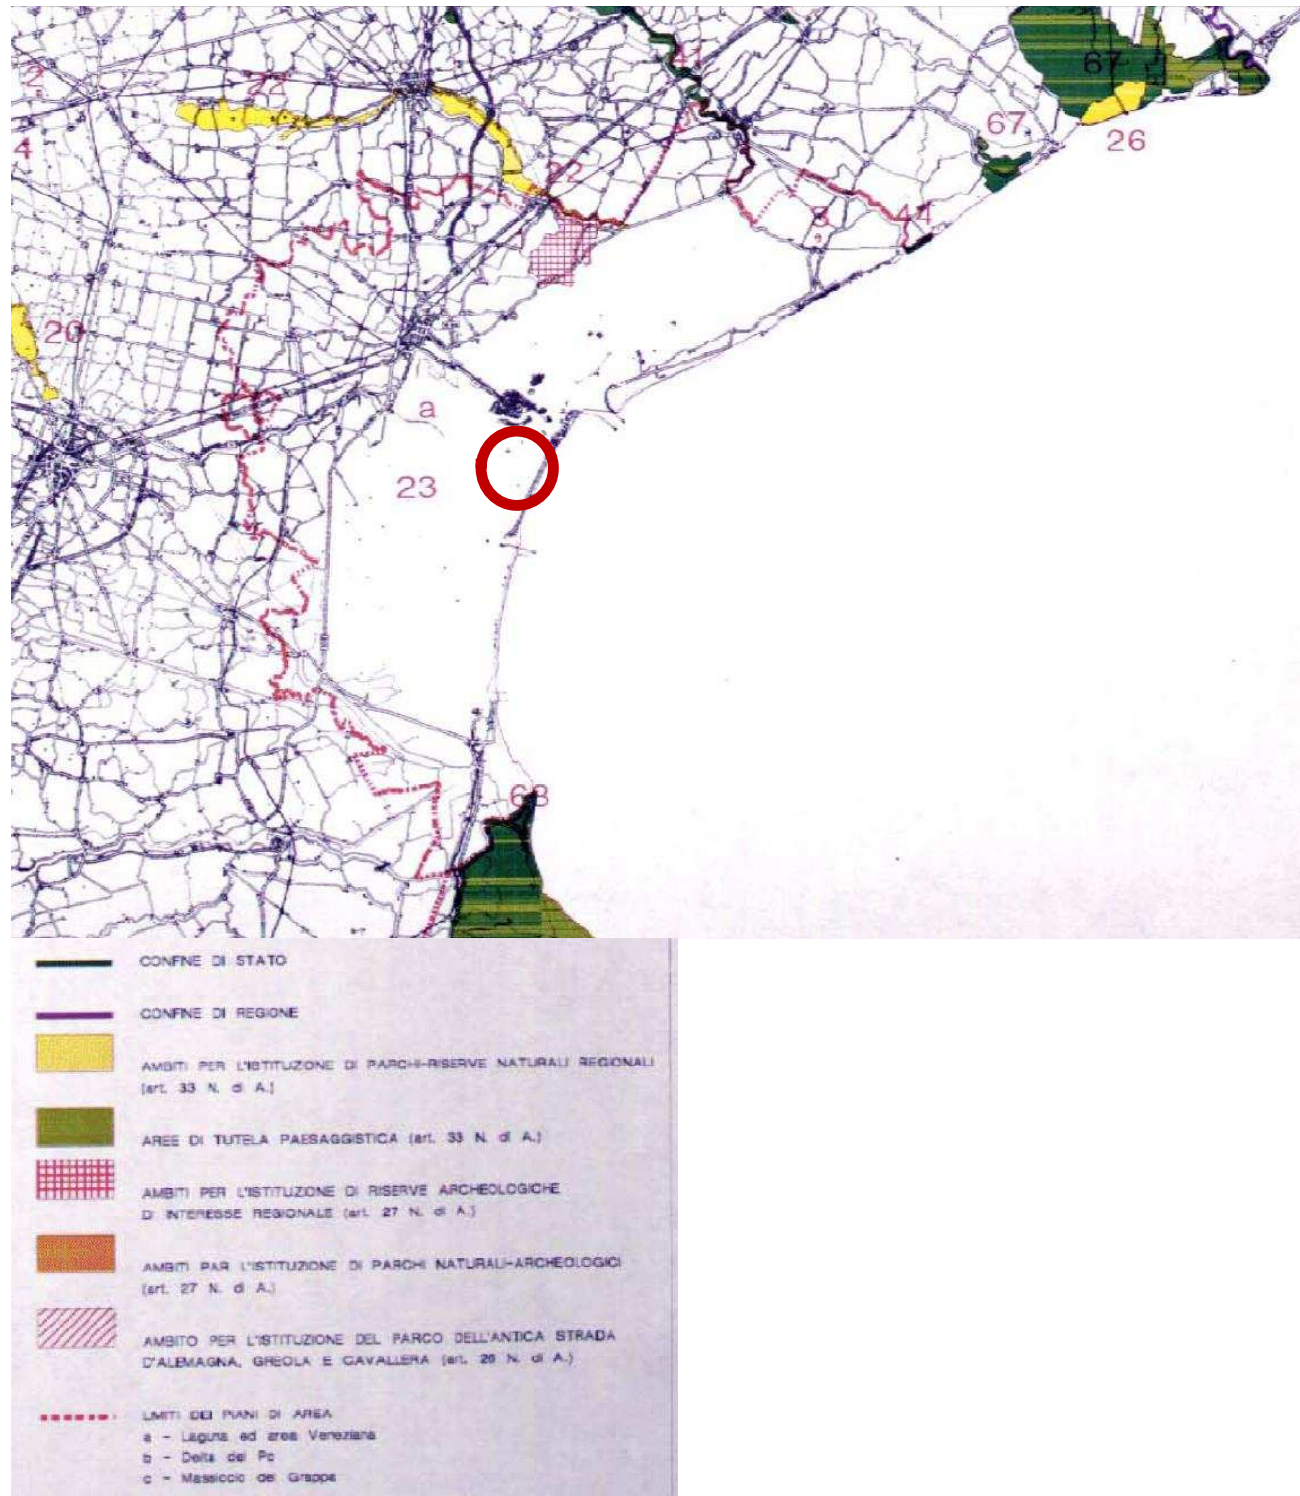 22
41
67
2
67
4
26
22
8
44
20
a
23
68
CONFINE DI STATO
CONFINE DI REGIONE
AMBITI PER L'ISTITUZIONE DI PARCHI-RISERVE NATURALI REGIONALI
(art. 33 N. di A.)
AREE DI TUTELA PAESAGGISTICA (art. 33 N. di A.)
AMBITI PER L'ISTITUZIONE DI RISERVE ARCHEOLOGICHE
DI INTERESSE REGIONALE (art. 27 N. di A.)
AMBITI PAR L'ISTITUZIONE DI PARCHI NATURALI-ARCHEOLOGICI
(art. 27 N. di A.)
AMBITO PER L'ISTITUZIONE DEL PARCO DELL'ANTICA STRADA
D'ALEMAGNA, GREOLA E CAVALLERA (art. 26 N. di A.)
LIMITI DEI PIANI DI AREA
a - Laguna ed area Veneziana
b - Delta del Po
c - Massiccio del Grappa